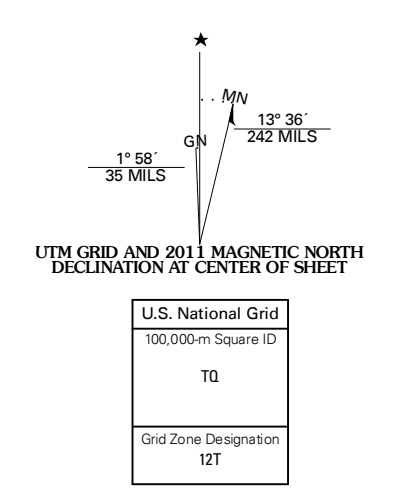 MN
GN
13° 36´
242 MILS
1° 58´
35 MILS
UTM GRID AND 2011 MAGNETIC NORTH
DECLINATION AT CENTER OF SHEET
U.S. National Grid
100,000-m Square ID
TQ
Grid Zone Designation
12T